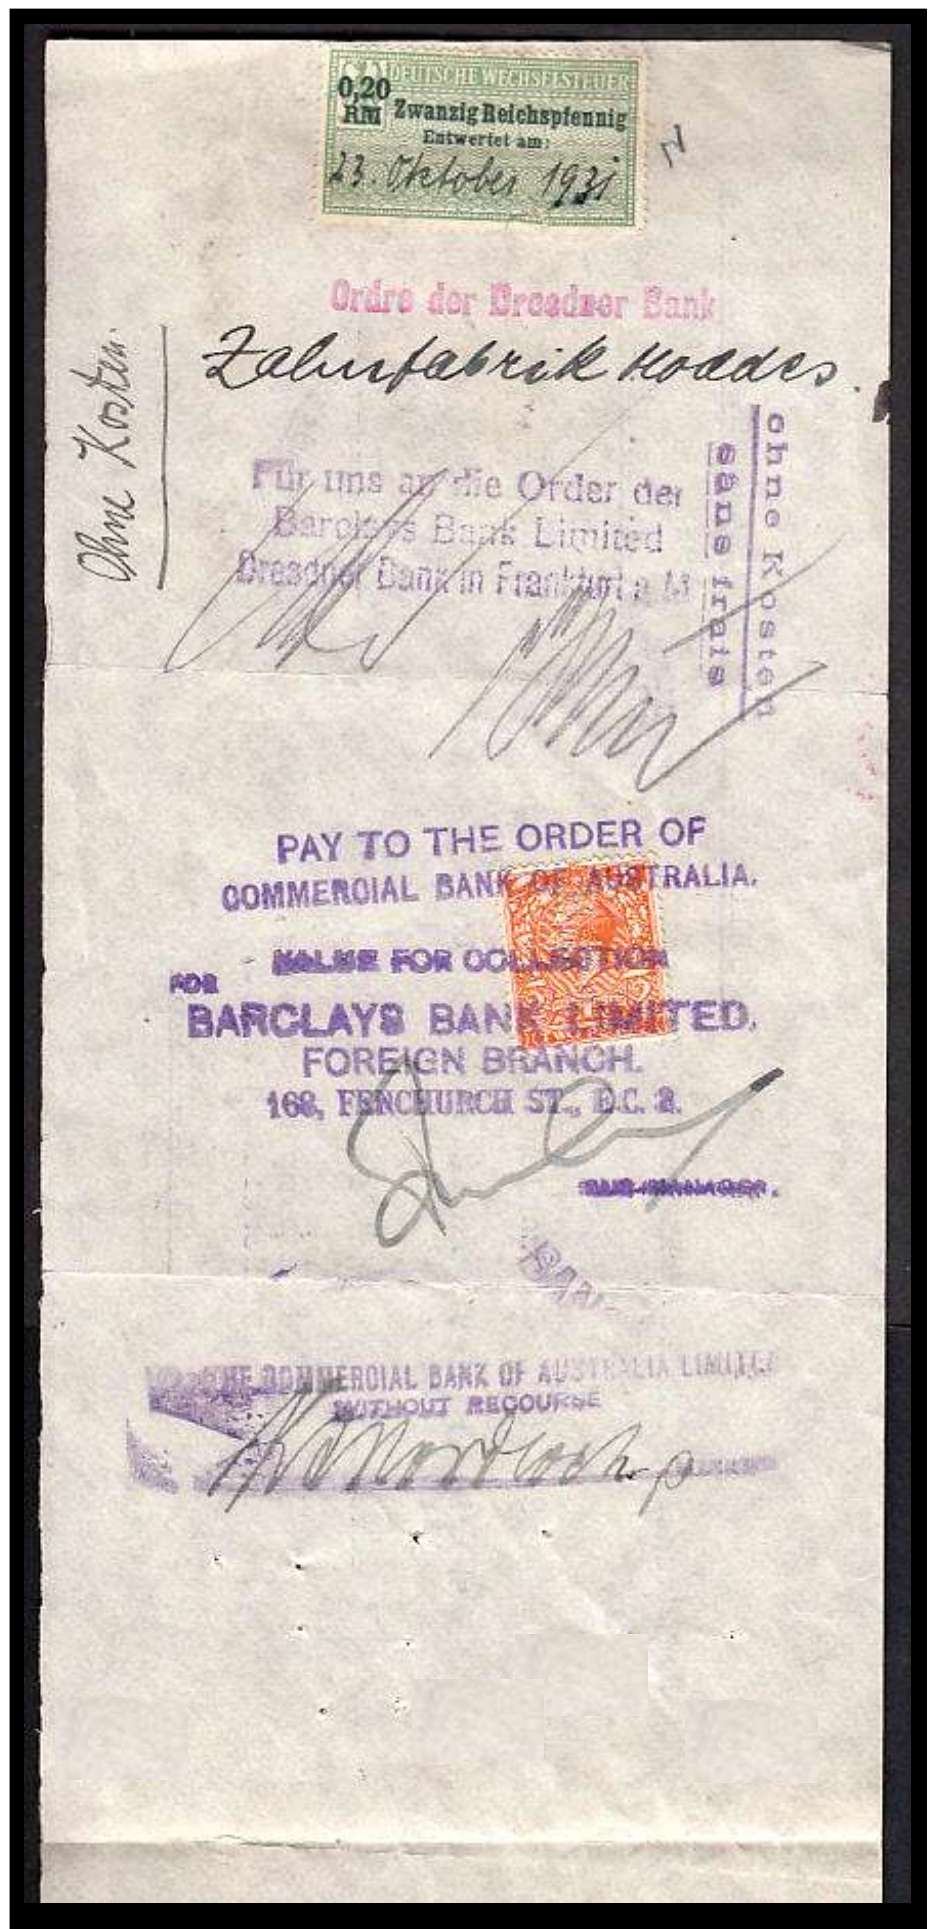 DEUTSCHE WECHSELSTEUER
0,20
RM
Zwanzig Reichspfennig
Entwertet am:
23. Oktober 1931
Ordre der Dresdner Bank
Zahnfabrik
Ohne Kosten.
Für uns an die Order der
Barclays Bank Limited
Dresdner Bank in Frankfurt a. M
ohne Kosten
sans frais
PAY TO THE ORDER OF
COMMERCIAL BANK OF AUSTRALIA.
VALUE FOR COLLECTION
FOR
BARCLAYS BANK LIMITED.
FOREIGN BRANCH.
168, FENCHURCH ST., E.C. 3.
SUB-MANAGER.
THE COMMERCIAL BANK OF AUSTRALIA LIMITED
WITHOUT RECOURSE